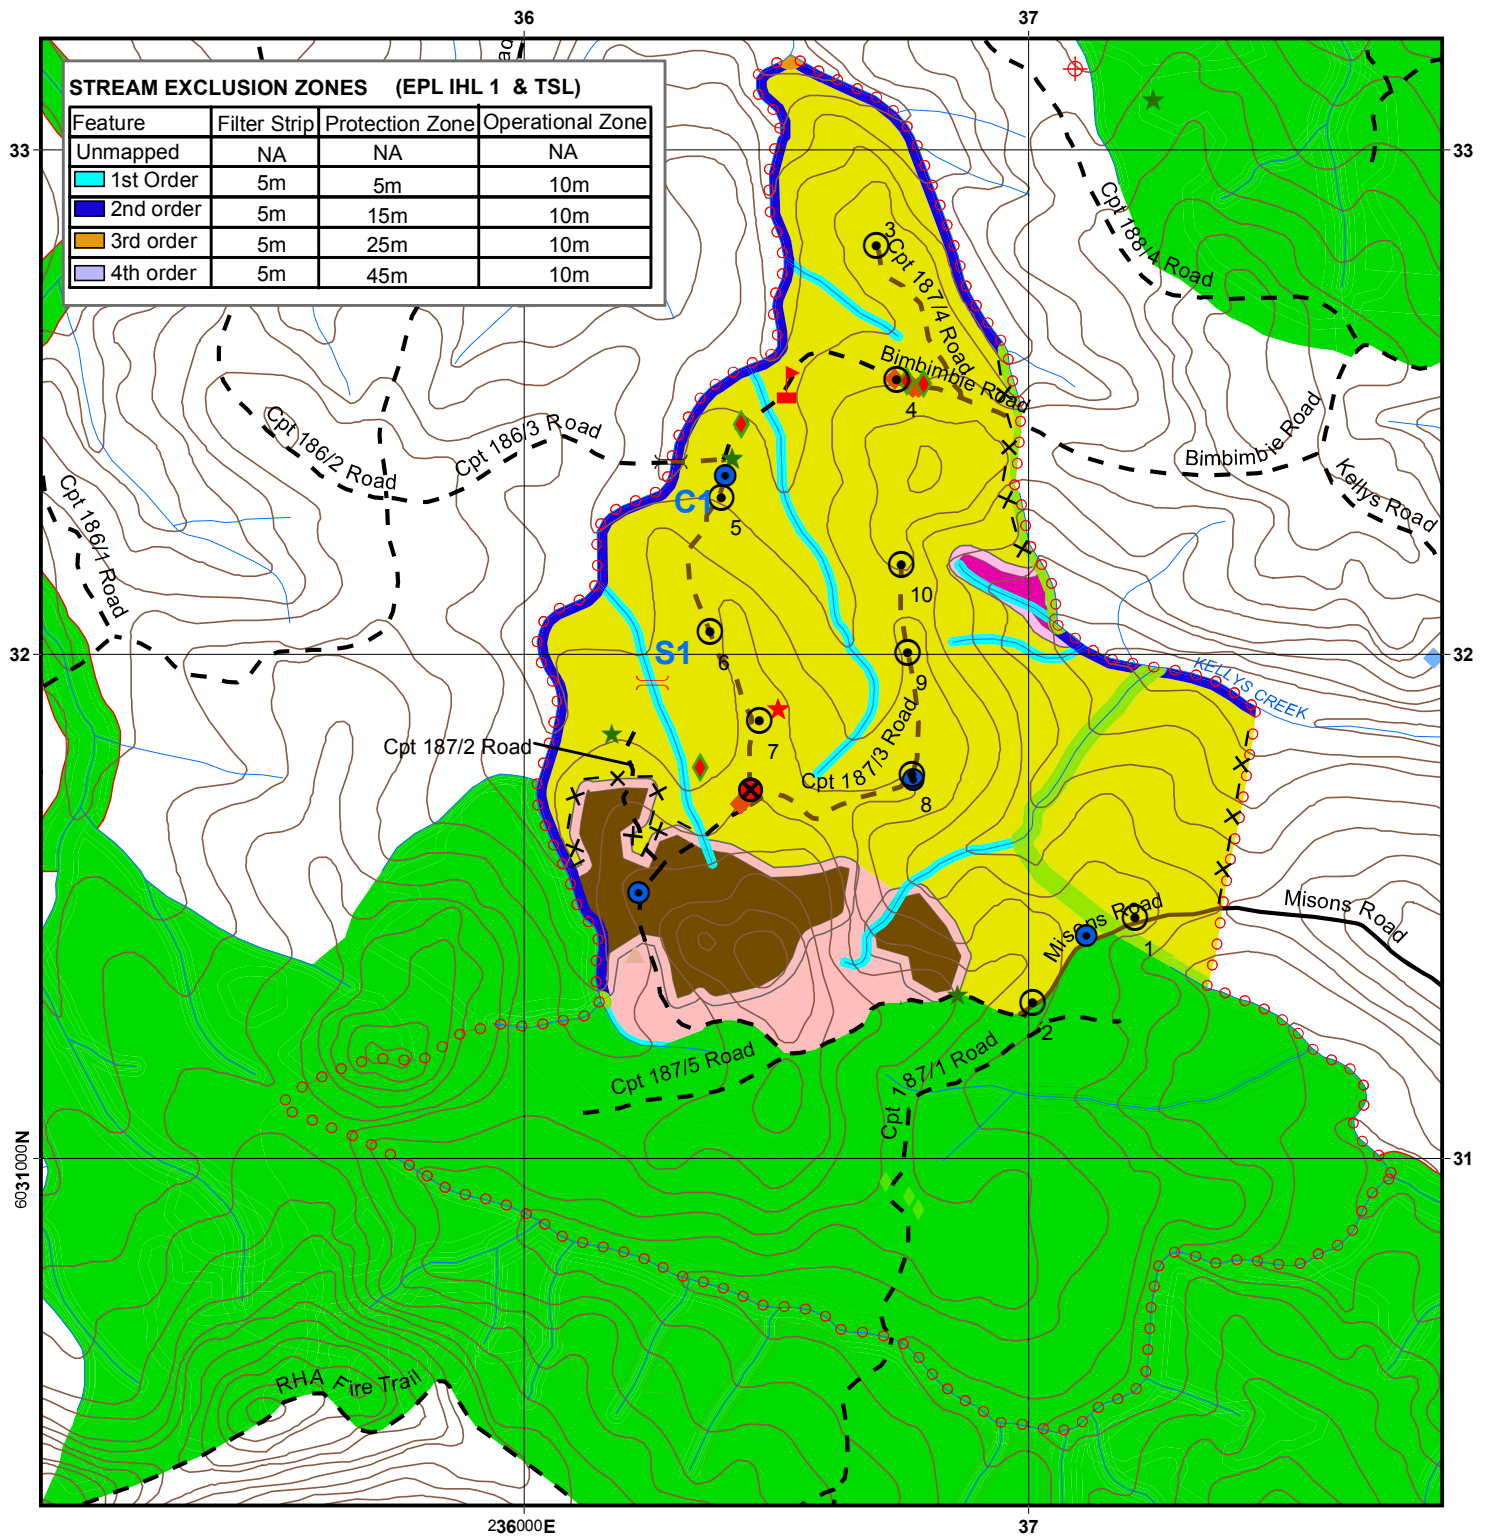 36
37
ad
STREAM EXCLUSION ZONES (EPL IHL 1 & TSL)
Feature Filter Strip Protection Zone Operational Zone
Unmapped NA NA NA
1st Order 5m 5m 10m
2nd order 5m 15m 10m
3rd order 5m 25m 10m
4th order 5m 45m 10m
33
33
Cpt 188/4 Road
3
Cpt 187/4 Road
Bimbimbie Road
4
Cpt 186/2 Road
Cpt 186/3 Road
Bimbimbie Road
Kellys Road
Cpt 186/1 Road
C1
5
10
32
S1
6
9
32
KELLYS CREEK
Cpt 187/2 Road
7
Cpt 187/3 Road
8
Misons Road
1
Misons Road
2
Cpt 187/5 Road
Cpt 187/1 Road
6031000N
31
RHA Fire Trail
236000E
37